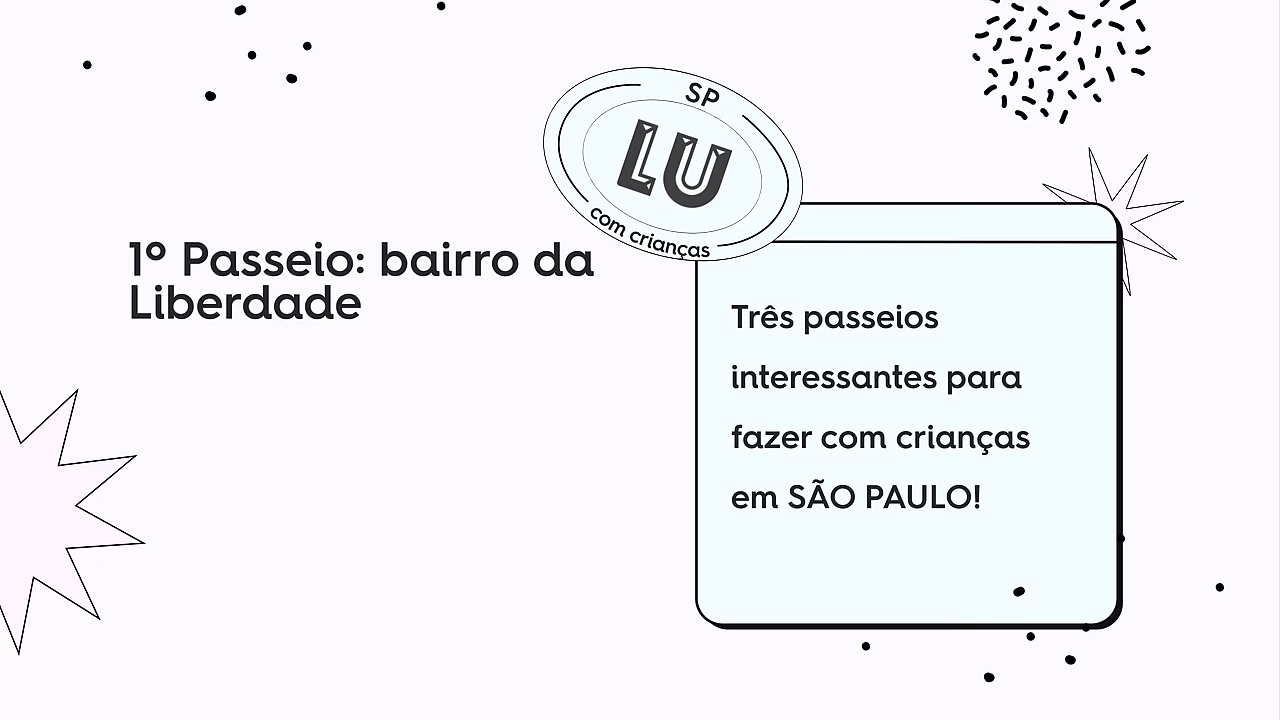 SP
LU
com crianças
1º Passeio: bairro da
Liberdade
Três passeios
interessantes para
fazer com crianças
em SÃO PAULO!